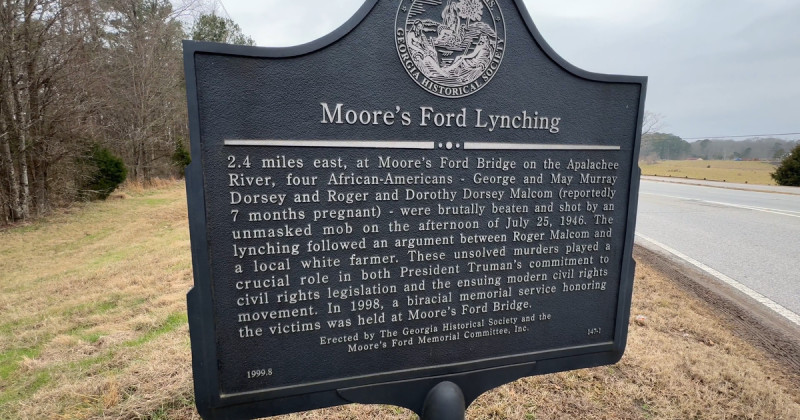 GEORGIA HISTORICAL SOCIETY
Moore's Ford Lynching
2.4 miles east, at Moore's Ford Bridge on the Apalachee
River, four African-Americans - George and May Murray
Dorsey and Roger and Dorothy Dorsey Malcom (reportedly
7 months pregnant) - were brutally beaten and shot by an
unmasked mob on the afternoon of July 25, 1946. The
lynching followed an argument between Roger Malcom and
a local white farmer. These unsolved murders played a
crucial role in both President Truman's commitment to
civil rights legislation and the ensuing modern civil rights
movement. In 1998, a biracial memorial service honoring
the victims was held at Moore's Ford Bridge.
Erected by The Georgia Historical Society and the
Moore's Ford Memorial Committee, Inc.
147-1
1999.8